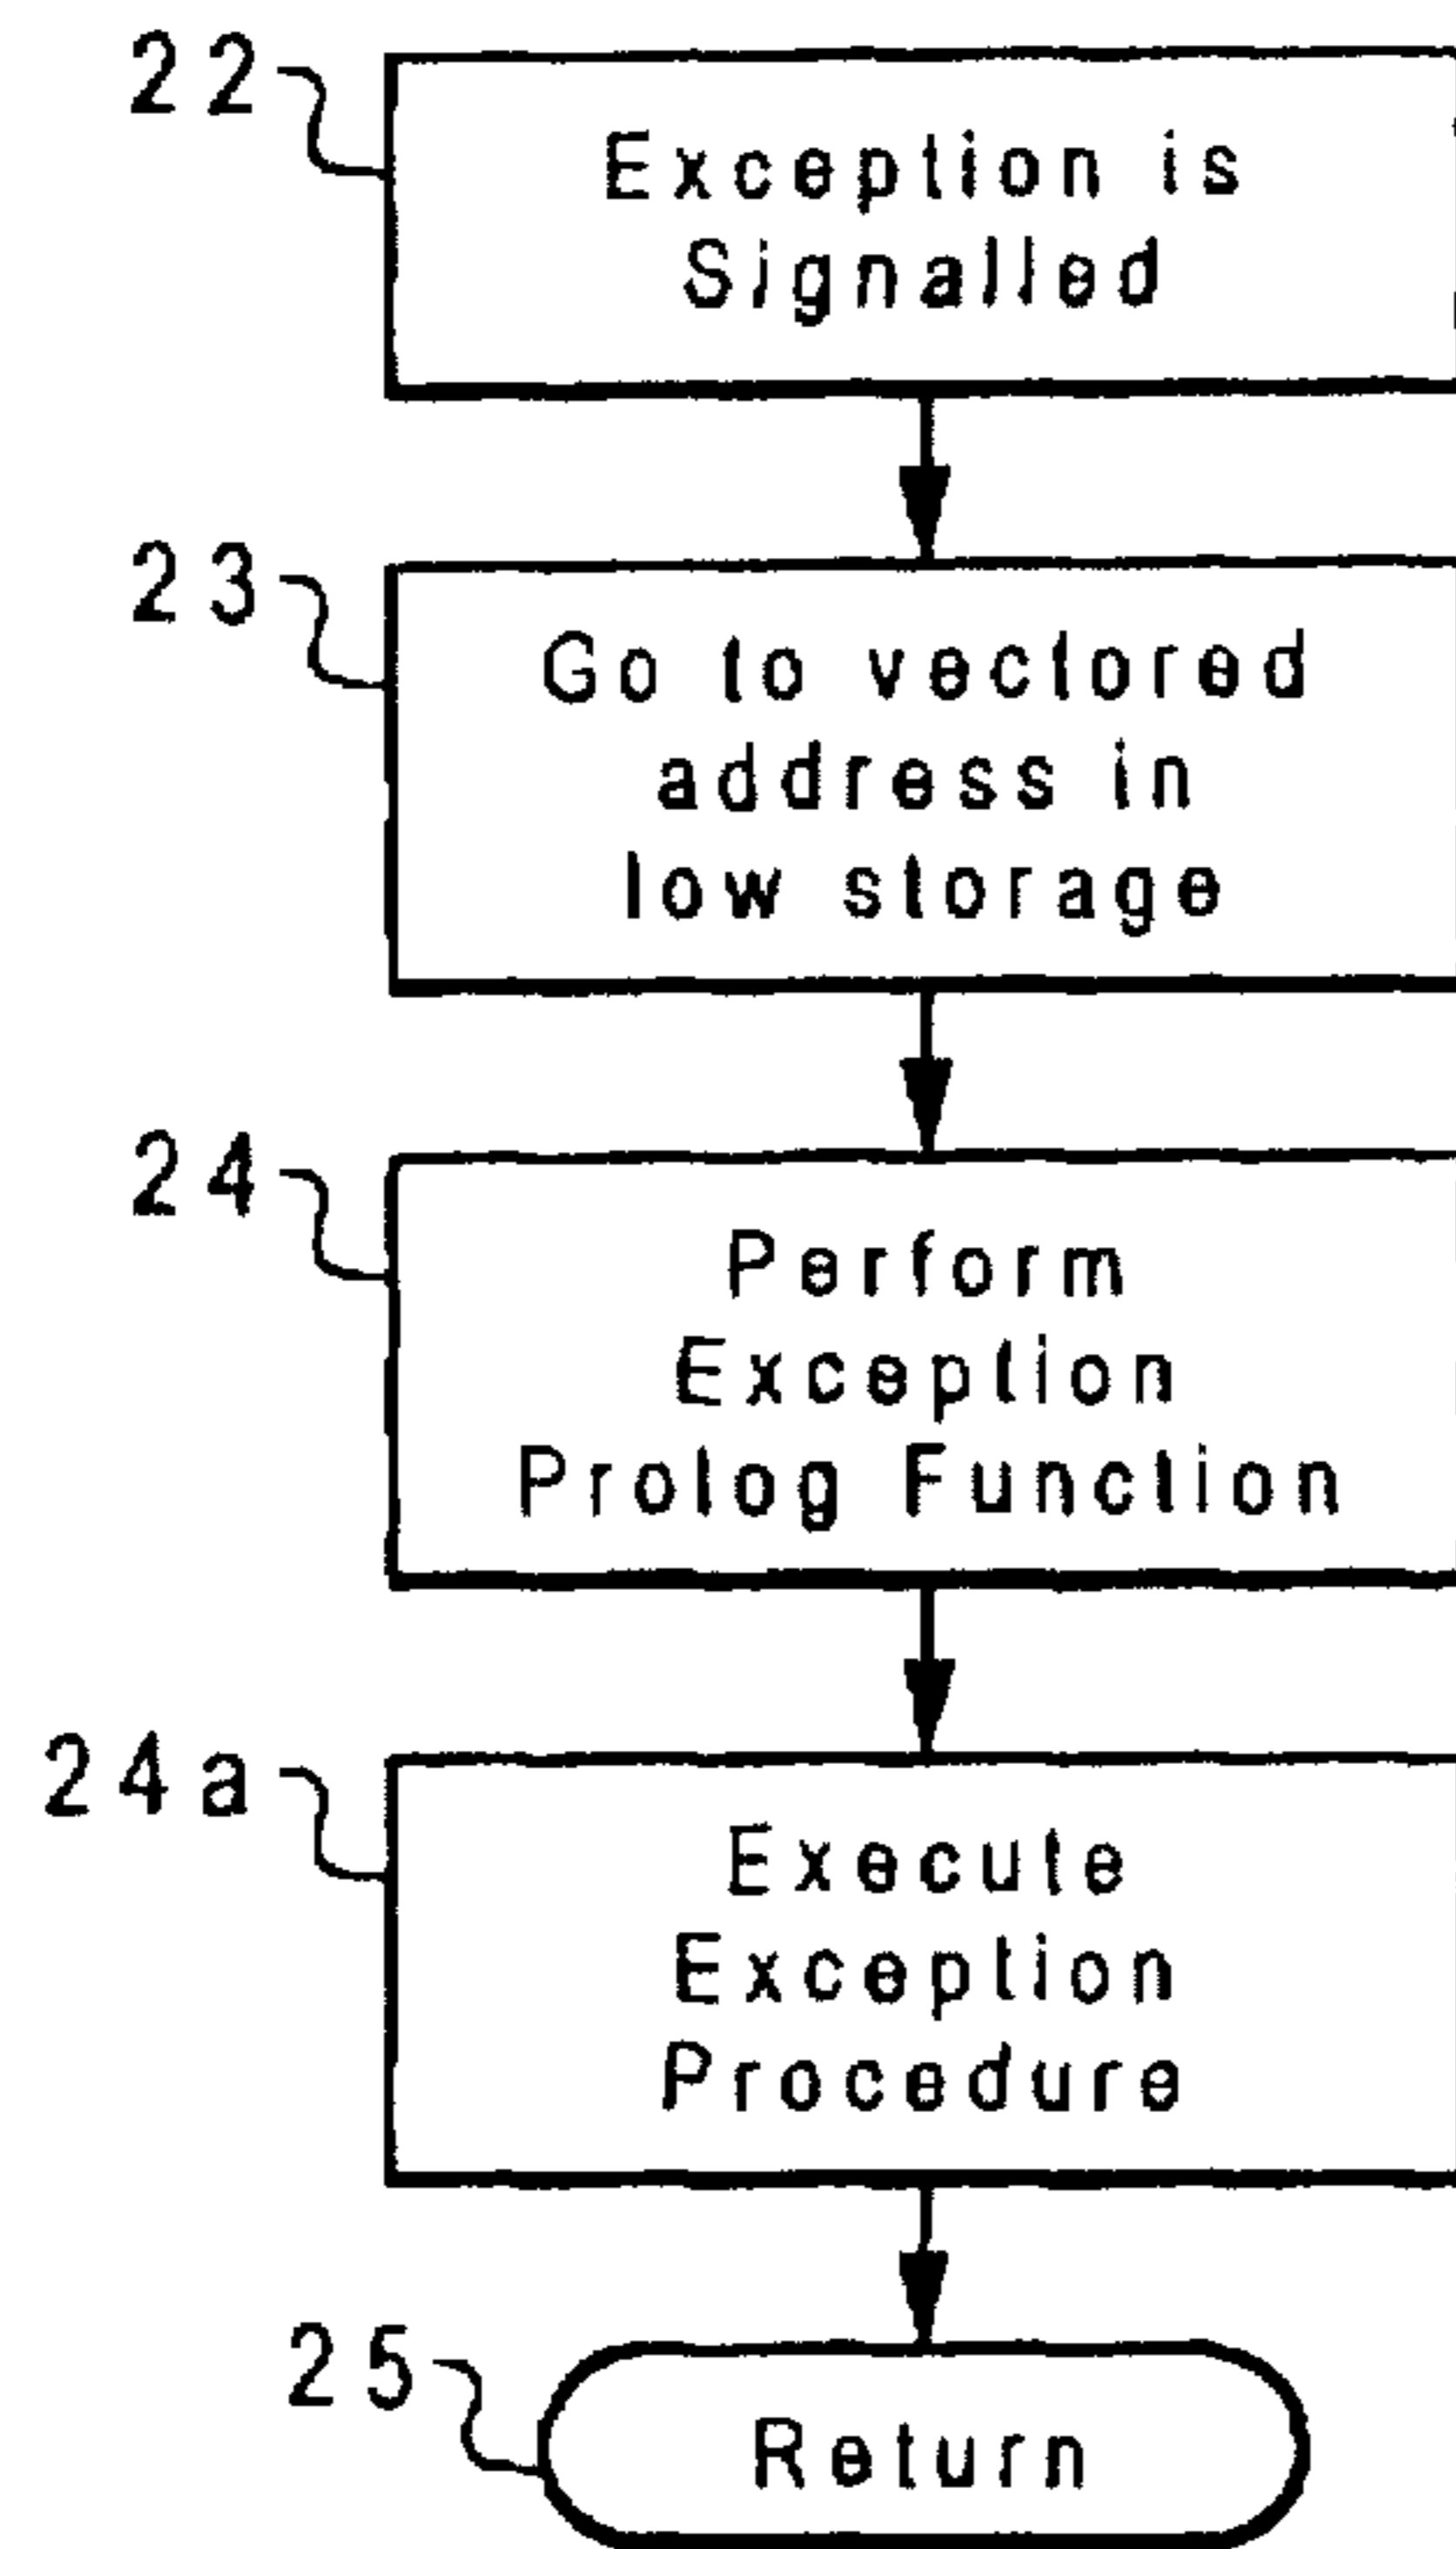 22
Exception is
Signalled
23
Go to vectored
address in
low storage
24
Perform
Exception
Prolog Function
24a
Execute
Exception
Procedure
25
Return